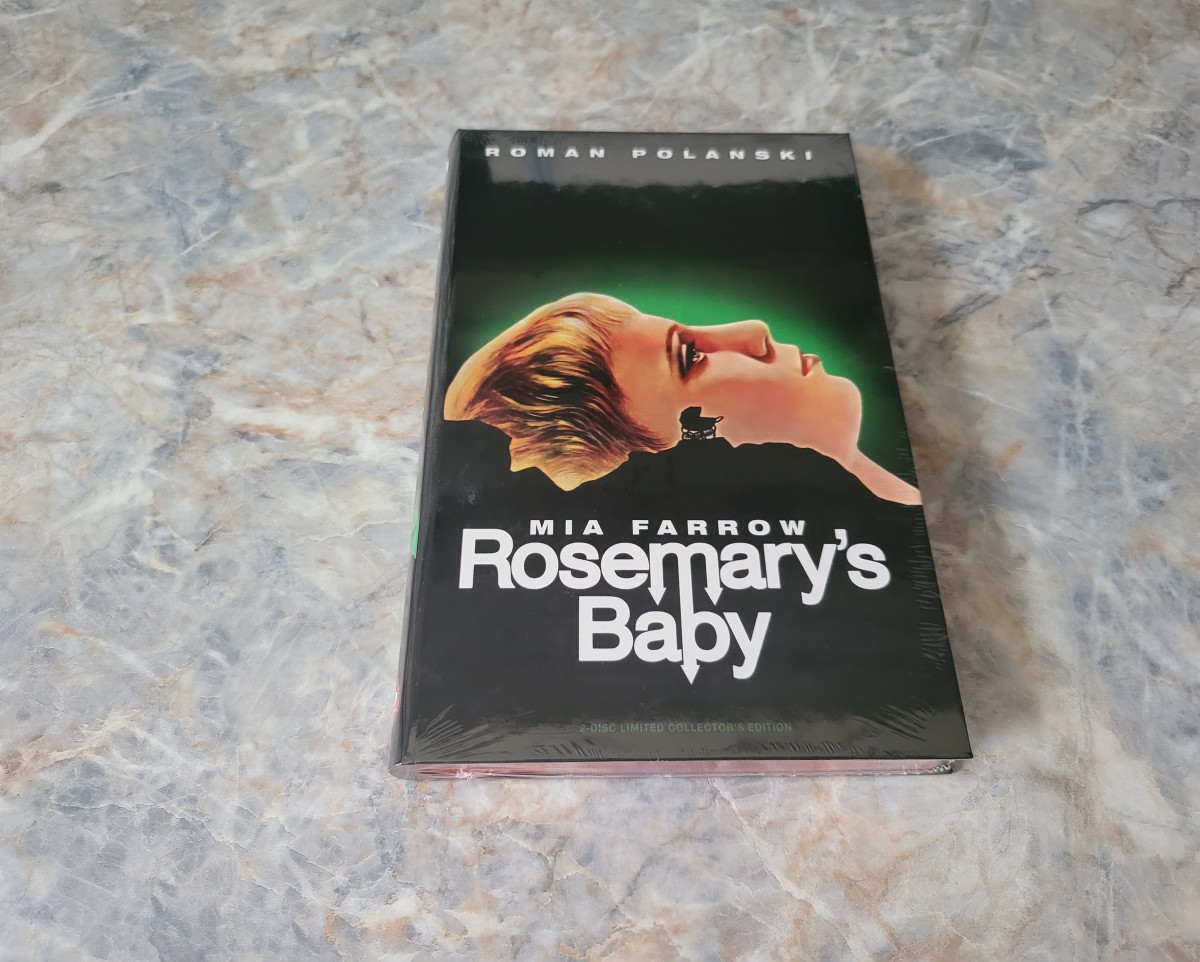 ROMAN POLANSKI
MIA FARROW
Rosemary's
Baby
2-DISC LIMITED COLLECTOR'S EDITION